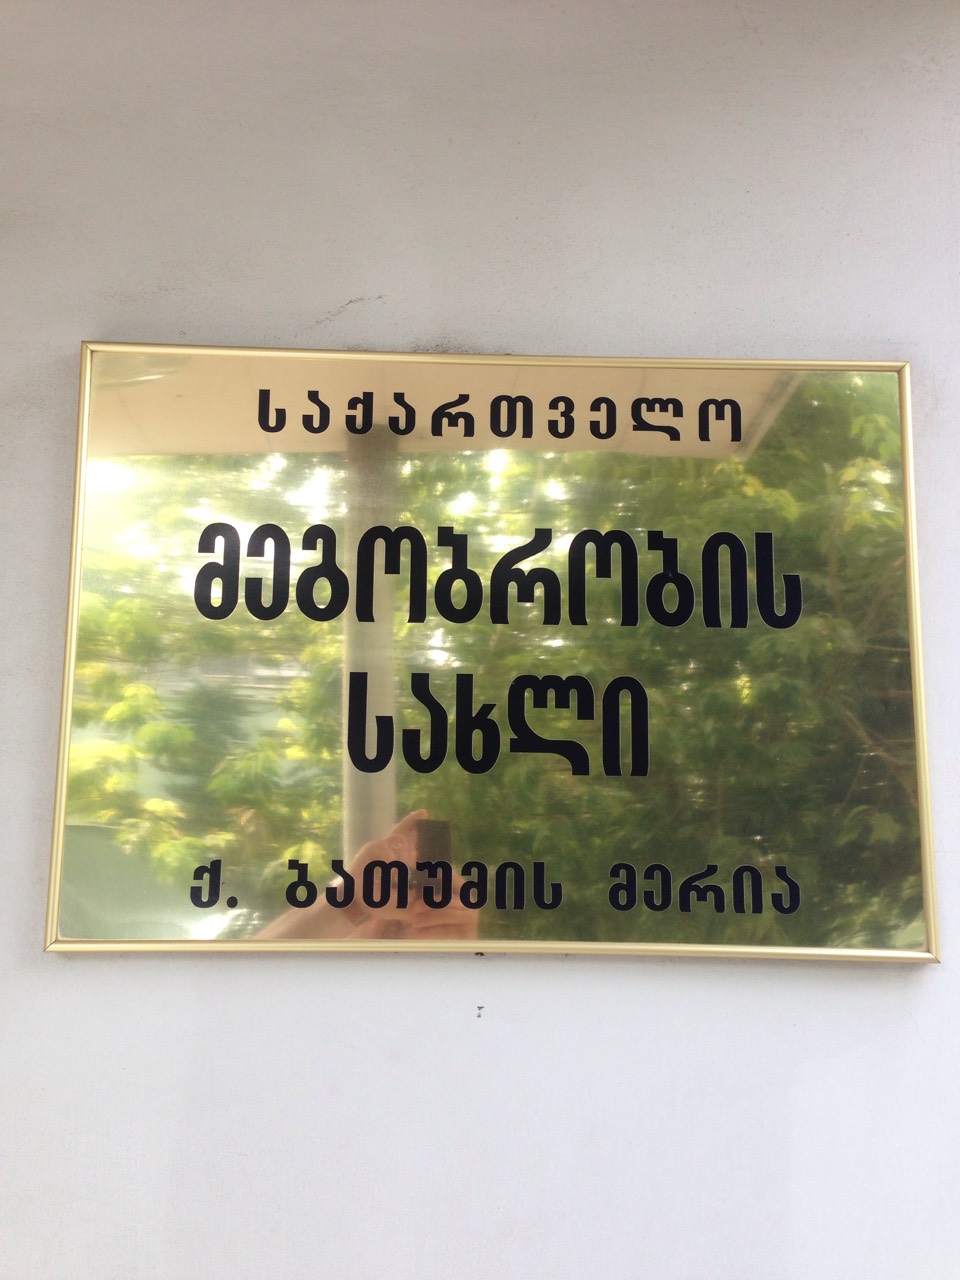 საქართველო
მეგობრობის
სახლი
ქ. ბათუმის მერია